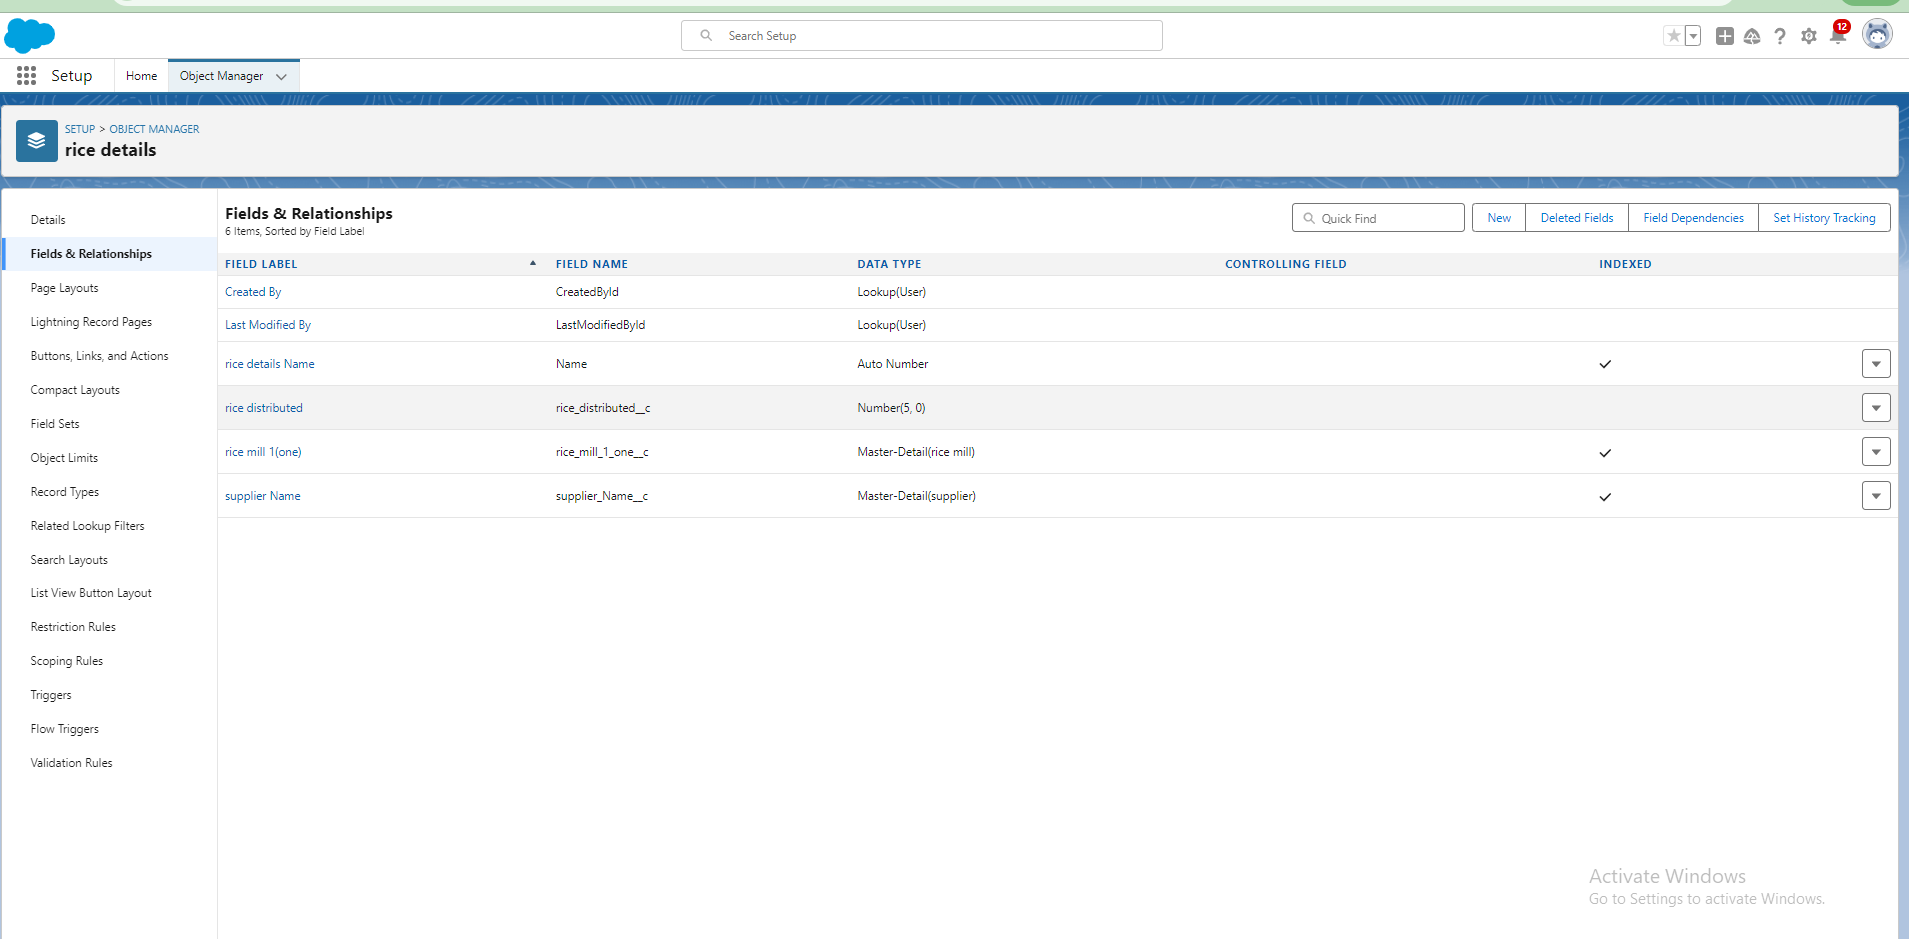 Search Setup
12
Setup
Home
Object Manager
SETUP > OBJECT MANAGER
rice details
Details
Fields & Relationships
Page Layouts
Lightning Record Pages
Buttons, Links, and Actions
Compact Layouts
Field Sets
Object Limits
Record Types
Related Lookup Filters
Search Layouts
List View Button Layout
Restriction Rules
Scoping Rules
Triggers
Flow Triggers
Validation Rules
Fields & Relationships
6 Items, Sorted by Field Label
Quick Find
New
Deleted Fields
Field Dependencies
Set History Tracking
FIELD LABEL FIELD NAME DATA TYPE CONTROLLING FIELD INDEXED
Created By CreatedById Lookup(User)
Last Modified By LastModifiedById Lookup(User)
rice details Name Name Auto Number
rice distributed rice_distributed__c Number(5, 0)
rice mill 1(one) rice_mill_1_one__c Master-Detail(rice mill)
supplier Name supplier_Name__c Master-Detail(supplier)
Activate Windows
Go to Settings to activate Windows.